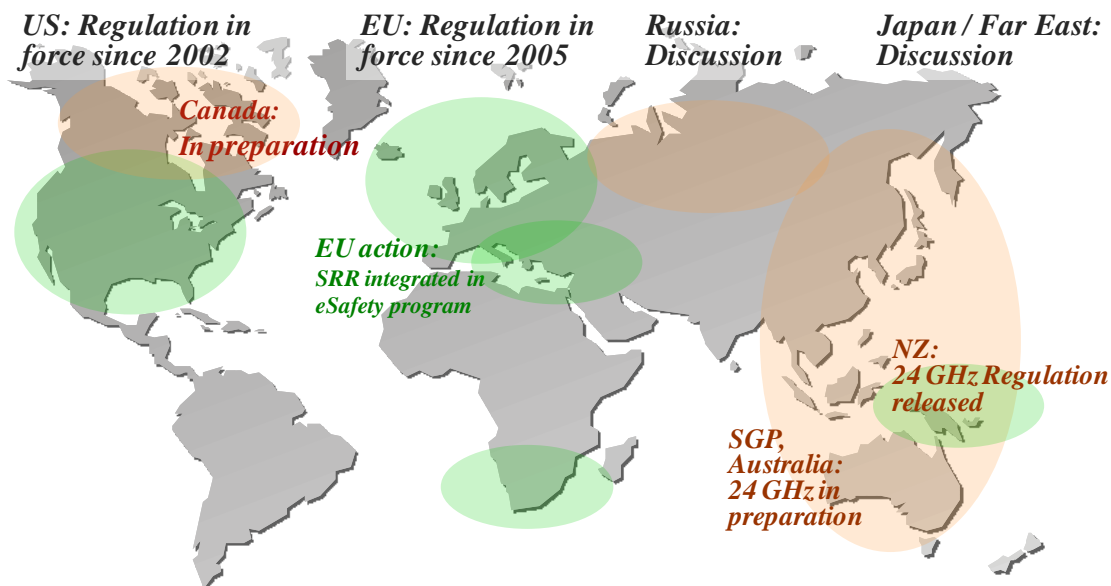 US: Regulation in
force since 2002
EU: Regulation in
force since 2005
Russia:
Discussion
Japan / Far East:
Discussion
Canada:
In preparation
EU action:
SRR integrated in
eSafety program
NZ:
24 GHz Regulation
released
SGP,
Australia:
24 GHz in
preparation